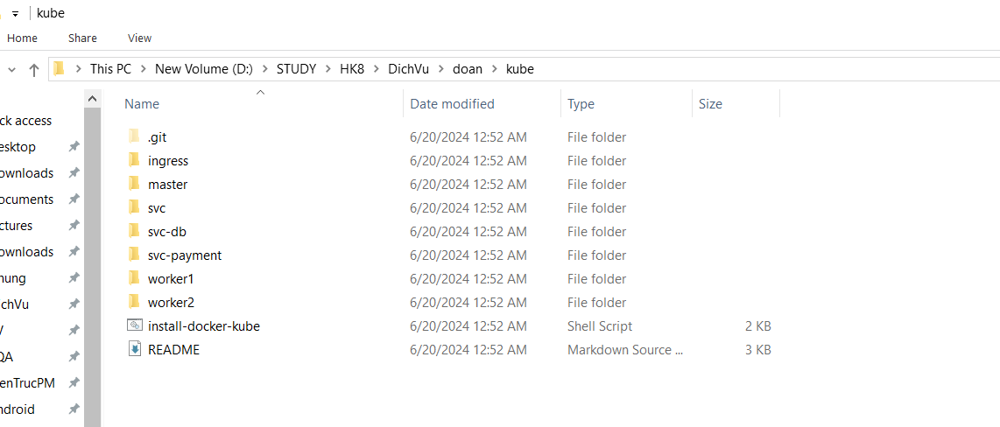 kube
Home Share View
This PC New Volume (D:) STUDY HK8 DichVu doan kube
Name Date modified Type Size
ck access
esktop
ownloads
ocuments
ctures
ownloads
nung
ichVu
QA
enTrucPM
ndroid
.git 6/20/2024 12:52 AM File folder
ingress 6/20/2024 12:52 AM File folder
master 6/20/2024 12:52 AM File folder
svc 6/20/2024 12:52 AM File folder
svc-db 6/20/2024 12:52 AM File folder
svc-payment 6/20/2024 12:52 AM File folder
worker1 6/20/2024 12:52 AM File folder
worker2 6/20/2024 12:52 AM File folder
install-docker-kube 6/20/2024 12:52 AM Shell Script 2 KB
README 6/20/2024 12:52 AM Markdown Source ... 3 KB